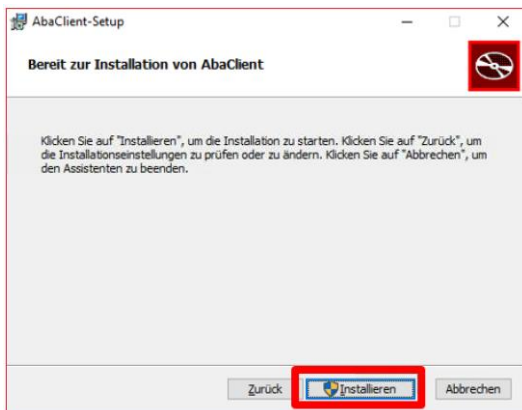 AbaClient-Setup
Bereit zur Installation von AbaClient
Klicken Sie auf "Installieren", um die Installation zu starten. Klicken Sie auf "Zurück", um
die Installationseinstellungen zu prüfen oder zu ändern. Klicken Sie auf "Abbrechen", um
den Assistenten zu beenden.
Zurück Installieren Abbrechen